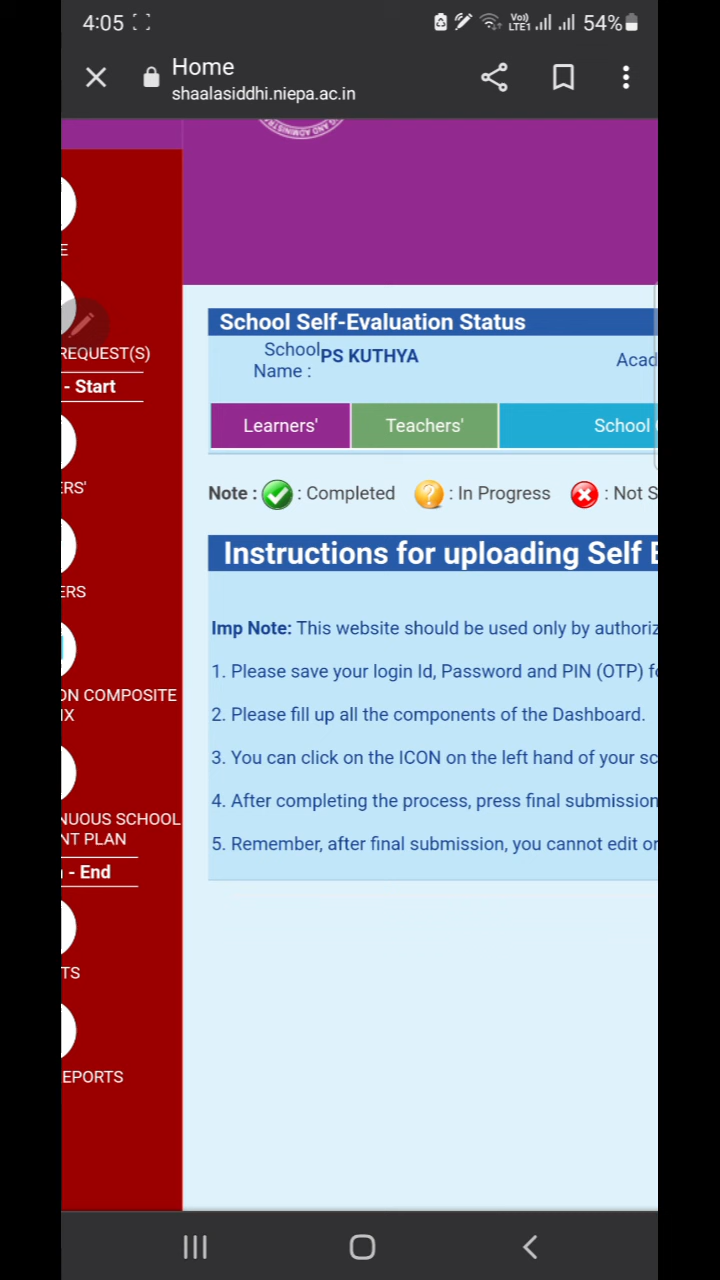 4:05
Vo)) LTE1 54%
Home
shaalasiddhi.niepa.ac.in
AND ADMINISTR
E
REQUEST(S)
- Start
ERS'
ERS
ON COMPOSITE
IX
NUOUS SCHOOL
NT PLAN
- End
TS
EPORTS
School Self-Evaluation Status
School Name : PS KUTHYA Acad
Learners' Teachers' School
Note : : Completed : In Progress : Not S
Instructions for uploading Self E
Imp Note: This website should be used only by authoriz
1. Please save your login Id, Password and PIN (OTP) fo
2. Please fill up all the components of the Dashboard.
3. You can click on the ICON on the left hand of your sc
4. After completing the process, press final submission
5. Remember, after final submission, you cannot edit or